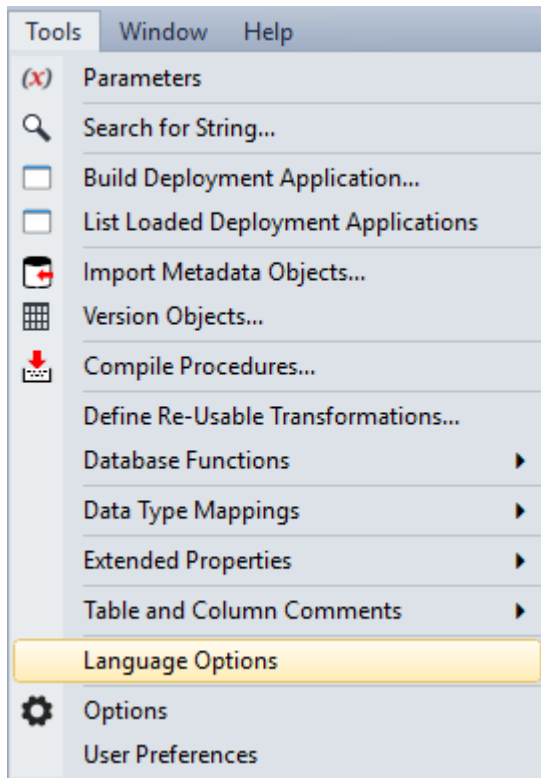 Tools Window Help
(x) Parameters
Search for String...
Build Deployment Application...
List Loaded Deployment Applications
Import Metadata Objects...
Version Objects...
Compile Procedures...
Define Re-Usable Transformations...
Database Functions
Data Type Mappings
Extended Properties
Table and Column Comments
Language Options
Options
User Preferences